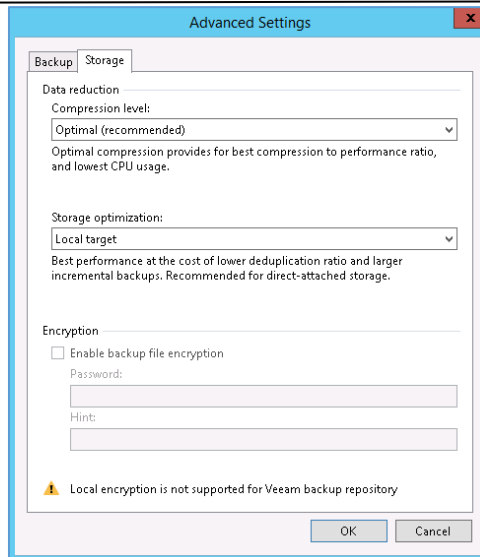 Advanced Settings
x
Backup
Storage
Data reduction
Compression level:
Optimal (recommended)
Optimal compression provides for best compression to performance ratio,
and lowest CPU usage.
Storage optimization:
Local target
Best performance at the cost of lower deduplication ratio and larger
incremental backups. Recommended for direct-attached storage.
Encryption
Enable backup file encryption
Password:
Hint:
Local encryption is not supported for Veeam backup repository
OK
Cancel